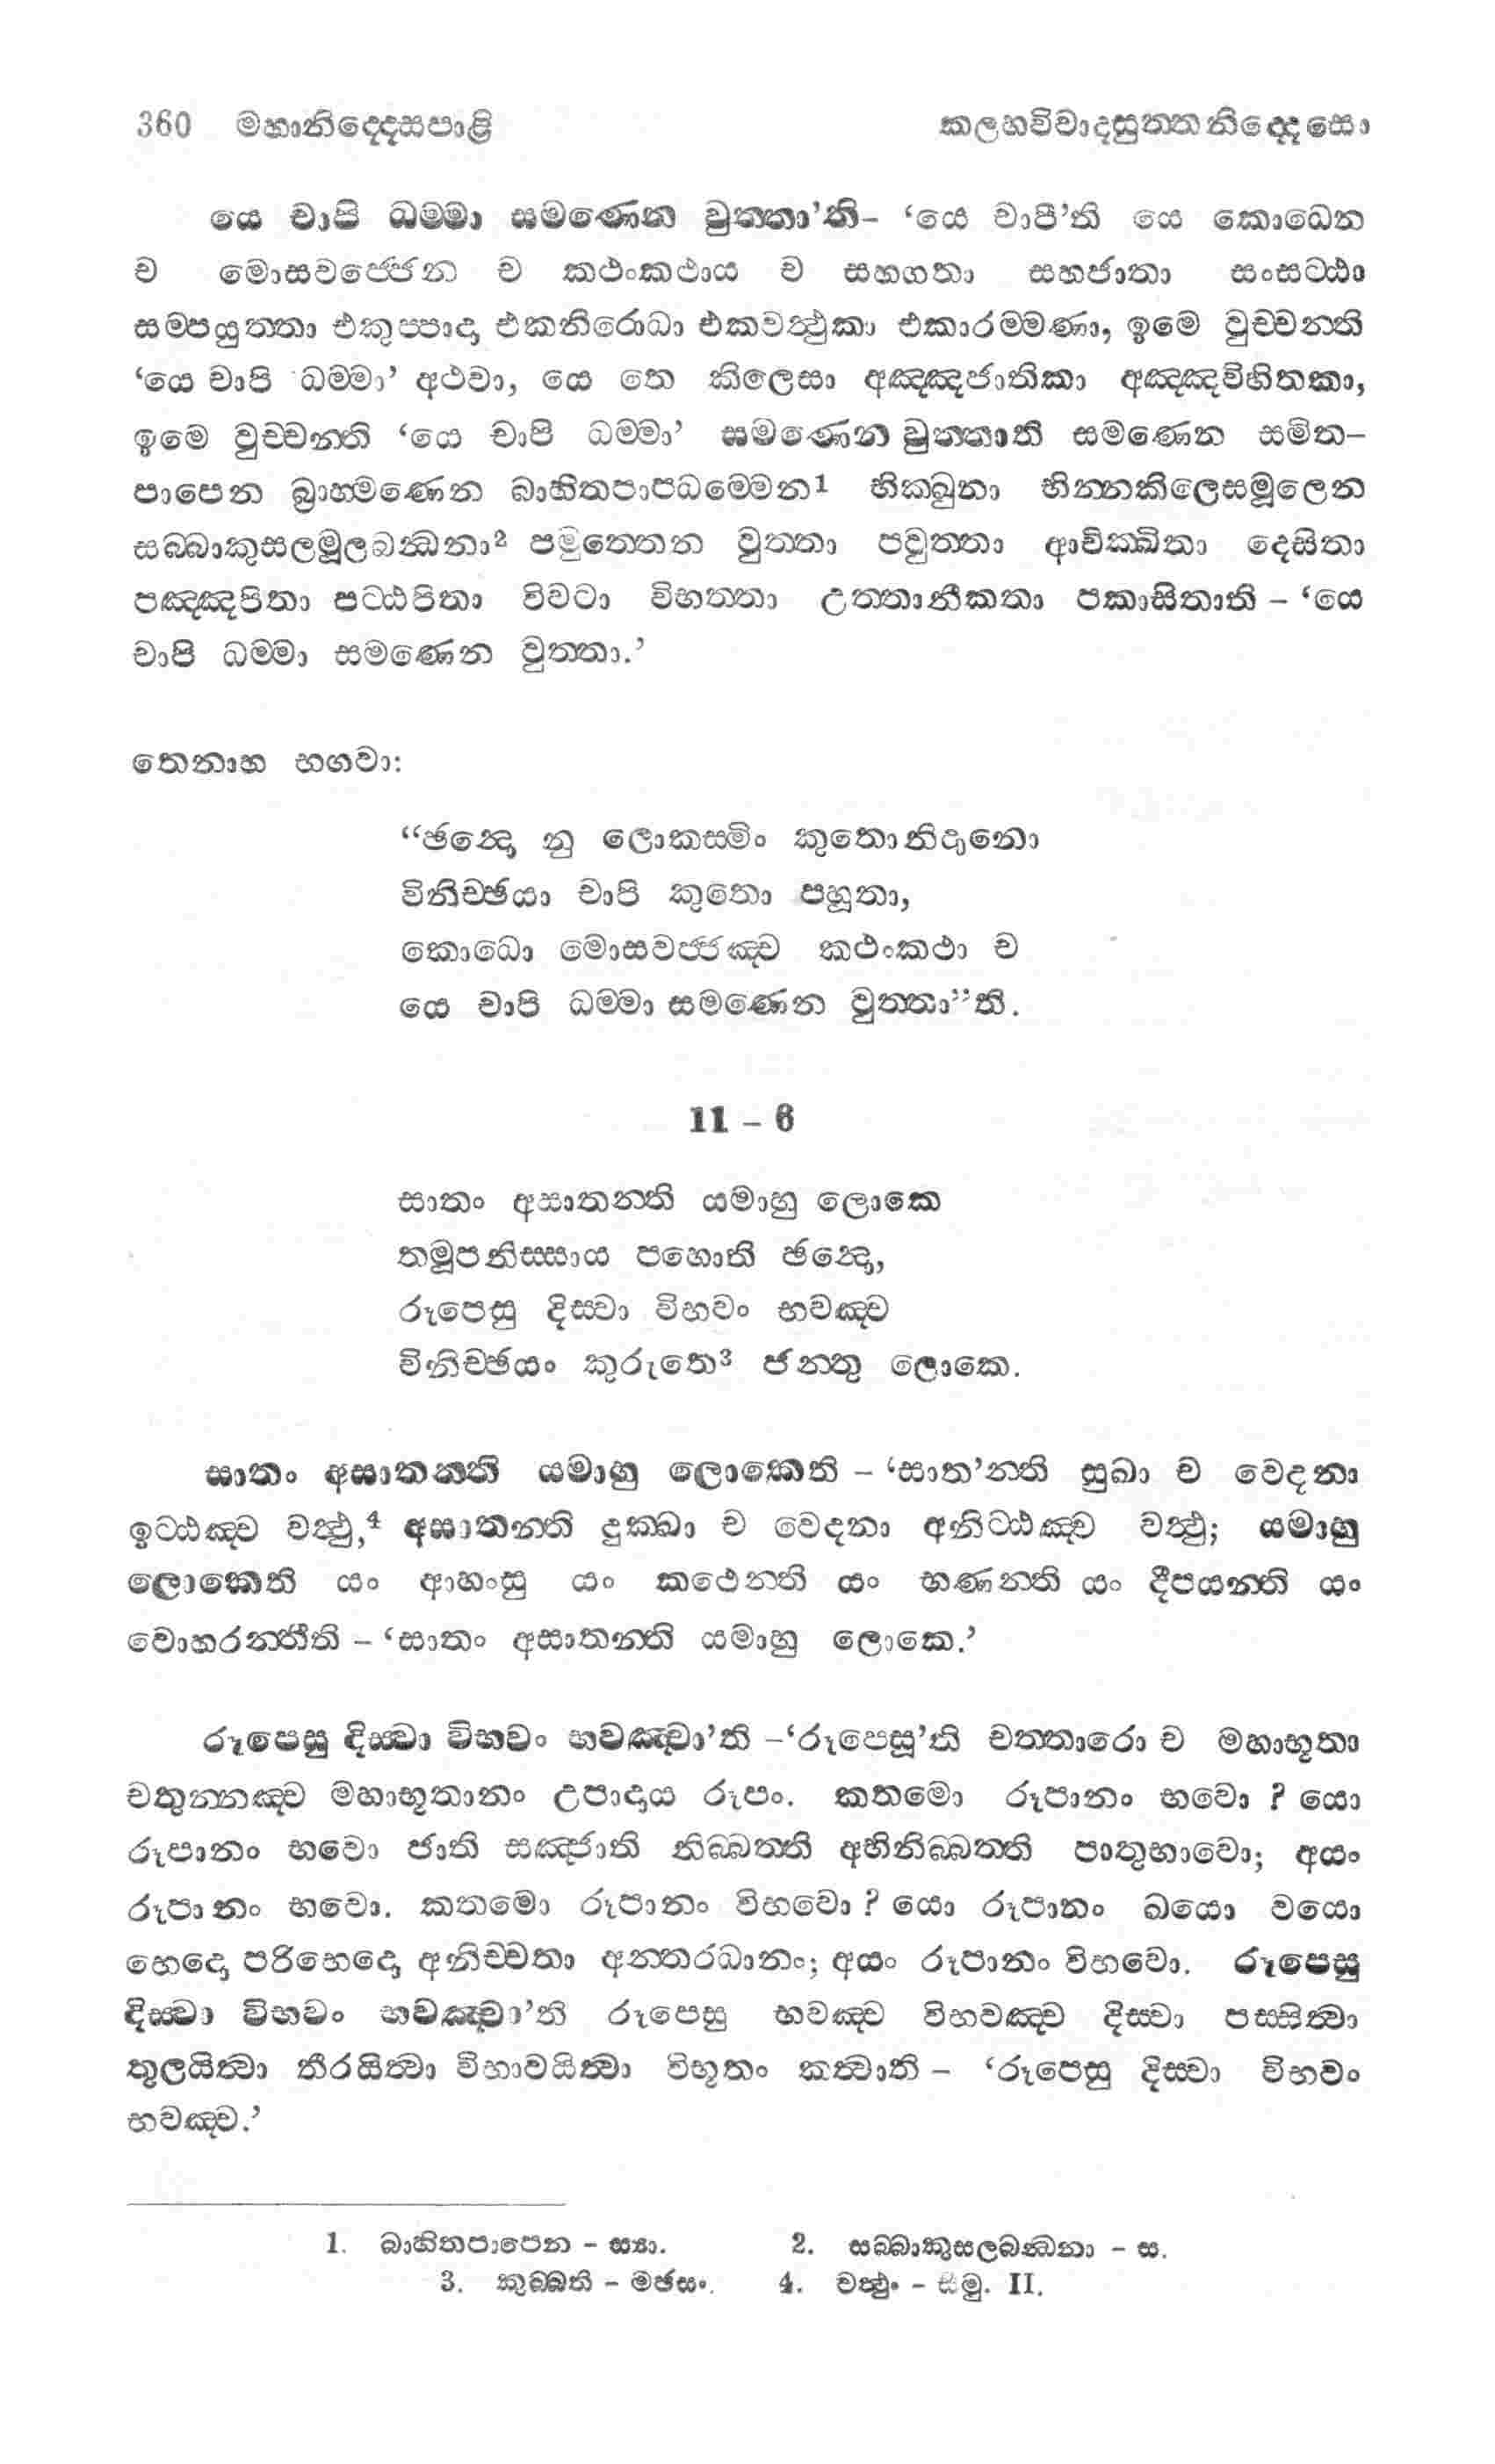 360 මහානිද්දෙසපාළි කලහවිවාදසුත්තනිද්දෙසො
යෙ චාපි ධම්මා සමණෙන වුත්තා’ති- ‘යෙ චාපී’ති යෙ කොධෙන
ච මොසවජ්ජෙන ච කථංකථාය ච සහගතා සහජාතා සංසට්ඨා
සම්පයුත්තා එකුප්පාදා එකනිරොධා එකවත්ථුකා එකාරම්මණා, ඉමෙ වුච්චන්ති
‘යෙ චාපි ධම්මා’ අථවා, යෙ තෙ කිලෙසා අඤ්ඤජාතිකා අඤ්ඤවිහිතකා,
ඉමෙ වුච්චන්ති ‘යෙ චාපි ධම්මා’ සමණෙන වුත්තාති සමණෙන සමිත-
පාපෙන බ්‍රාහ්මණෙන බාහිතපාපධම්මෙන1 භික්ඛුනා භින්නකිලෙසමූලෙන
සබ්බාකුසලමූලබන්ධනා2 පමුත්තෙන වුත්තා පවුත්තා ආචික්ඛිතා දෙසිතා
පඤ්ඤපිතා පට්ඨපිතා විවටා විභත්තා උත්තානීකතා පකාසිතාති – ‘යෙ
චාපි ධම්මා සමණෙන වුත්තා.’
තෙනාහ භගවා:
“ඡන්දො නු ලොකස්මිං කුතොනිදානො
විනිච්ඡයා චාපි කුතො පහූතා,
කොධො මොසවජ්ජඤ්ච කථංකථා ච
යෙ චාපි ධම්මා සමණෙන වුත්තා”ති.
11 – 6
සාතං අසාතන්ති යමාහු ලොකෙ
තමූපනිස්සාය පහොති ඡන්දො,
රූපෙසු දිස්වා විභවං භවඤ්ච
විනිච්ඡයං කුරුතෙ3 ජන්තු ලොකෙ.
සාතං අසාතන්ති යමාහු ලොකෙති – ‘සාත’න්ති සුඛා ච වෙදනා
ඉට්ඨඤ්ච වත්ථු,4 අසාතන්ති දුක්ඛා ච වෙදනා අනිට්ඨඤ්ච වත්ථු; යමාහු
ලොකෙති යං ආහංසු යං කථෙන්ති යං භණන්ති යං දීපයන්ති යං
වොහරන්තීති – ‘සාතං අසාතන්ති යමාහු ලොකෙ.’
රූපෙසු දිස්වා විභවං භවඤ්චා’ති –‘රූපෙසූ’ති චත්තාරො ච මහාභූතා
චතුන්නඤ්ච මහාභූතානං උපාදාය රූපං. කතමො රූපානං භවො ? යො
රූපානං භවො ජාති සඤ්ජාති නිබ්බත්ති අභිනිබ්බත්ති පාතුභාවො; අයං
රූපානං භවො. කතමො රූපානං විභවො ? යො රූපානං ඛයො වයො
භෙදො පරිභෙදො අනිච්චතා අන්තරධානං; අයං රූපානං විභවො. රූපෙසු
දිස්වා විභවං භවඤ්චා’ති රූපෙසු භවඤ්ච විභවඤ්ච දිස්වා පස්සිත්වා
තුලයිත්වා තීරයිත්වා විභාවයිත්වා විභූතං කත්වාති – ‘රූපෙසු දිස්වා විභවං
භවඤ්ච.’
1. බාහිතපාපෙන – ස්‍යා. 2. සබ්බාකුසලබන්ධනා – ස.
3. කුබ්බති – මඡසං. 4. වත්ථුං – සීමු. II.